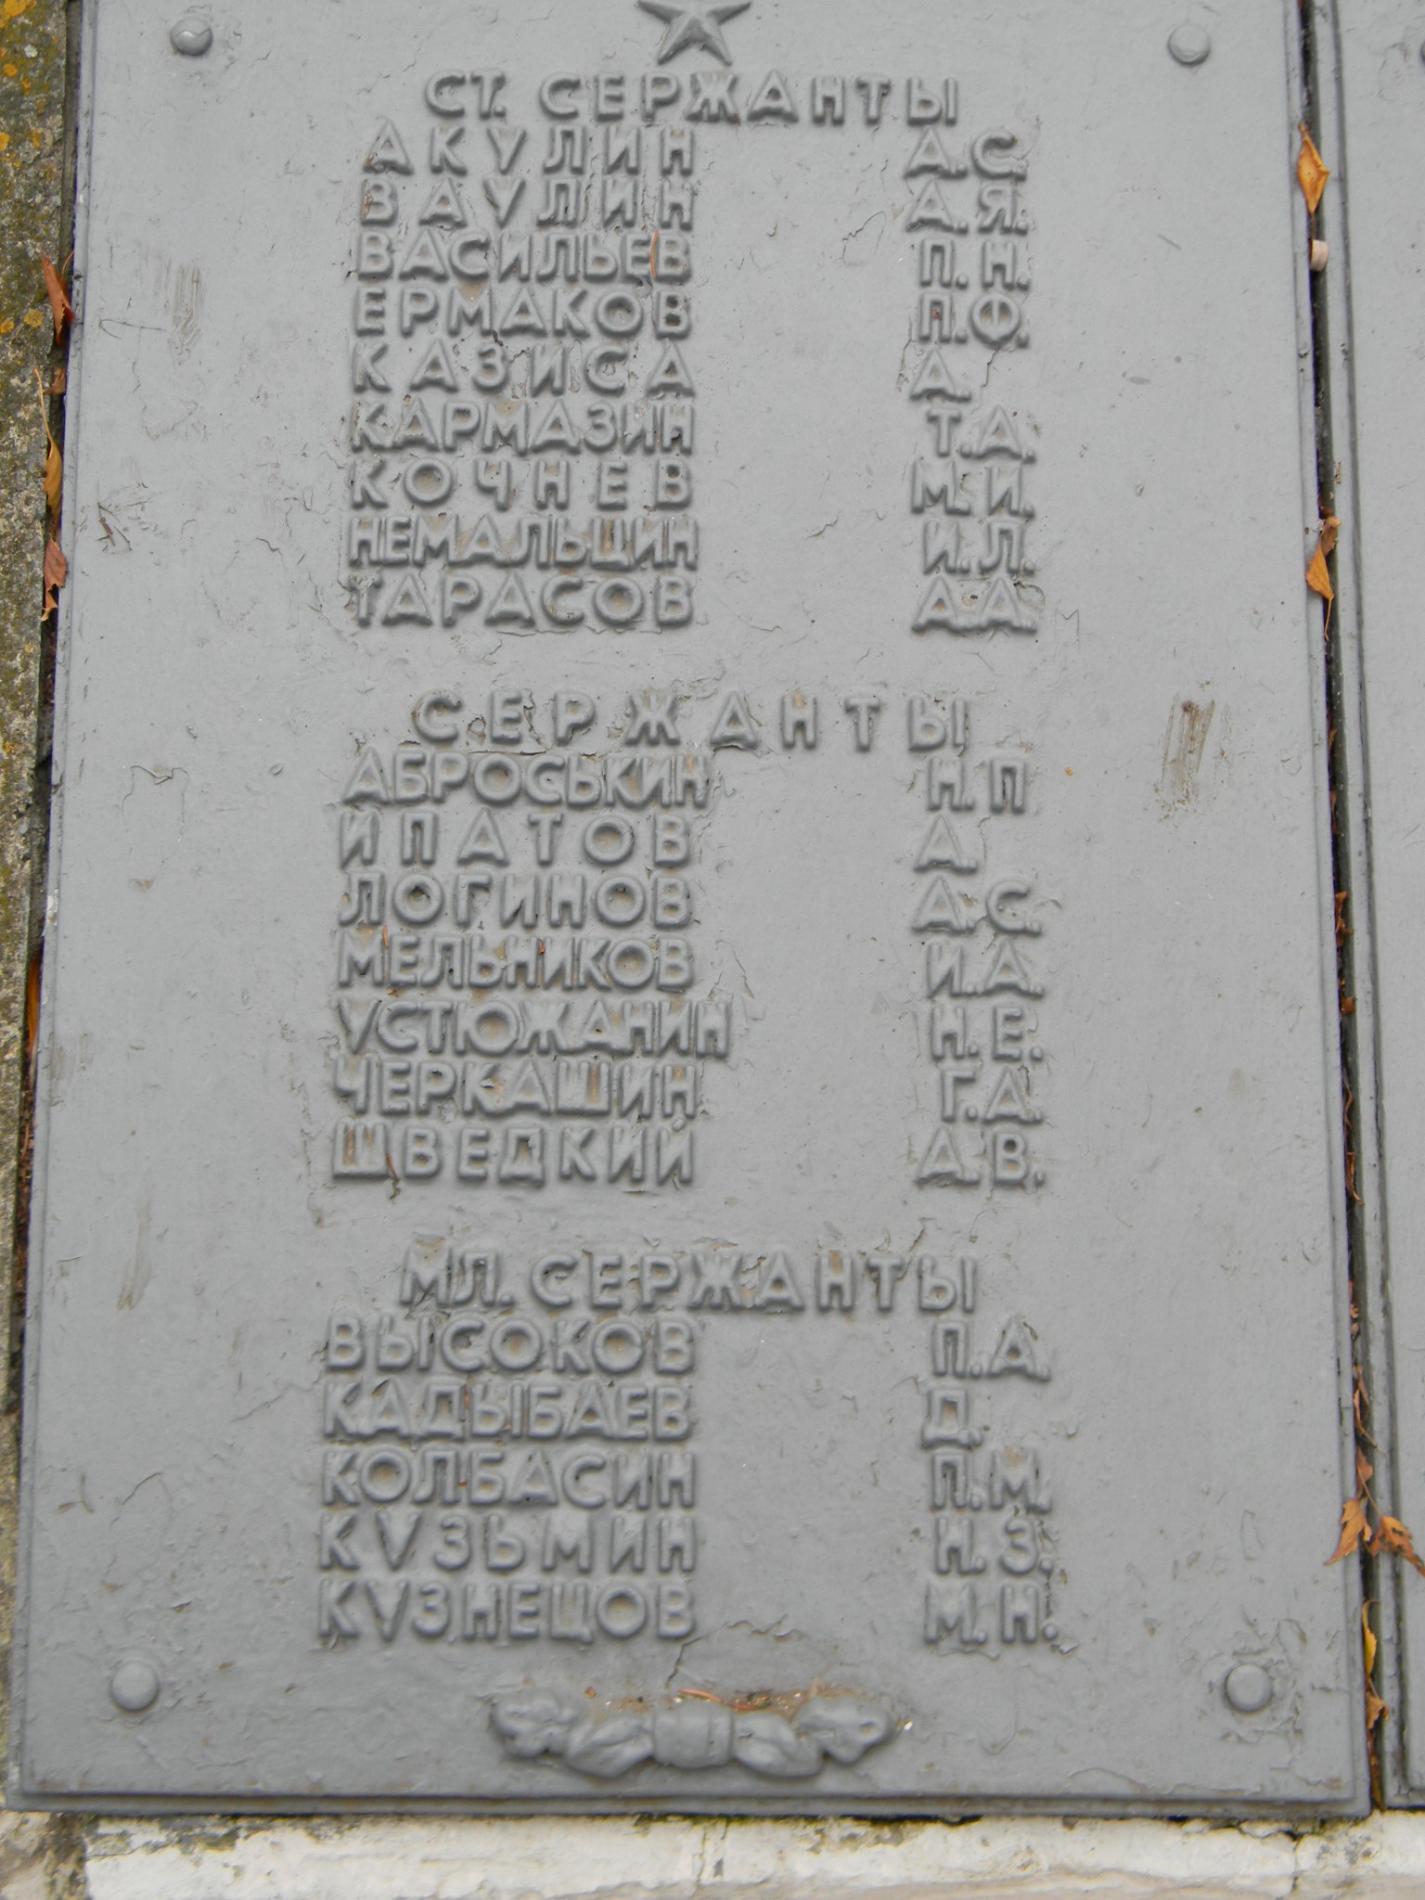 СТ. СЕРЖАНТЫ
АКУЛИН А.С.
ВАУЛИН А.Я.
ВАСИЛЬЕВ П.Н.
ЕРМАКОВ П.Ф.
КАЗИСА А.
КАРМАЗИН Т.А.
КОЧНЕВ М.И.
НЕМАЛЬЦИН И.Л.
ТАРАСОВ А.А.
СЕРЖАНТЫ
АБРОСЬКИН Н.П
ИПАТОВ А.
ЛОГИНОВ А.С.
МЕЛЬНИКОВ И.А.
УСТЮЖАНИН Н.Е.
ЧЕРКАШИН Г.А.
ШВЕДКИЙ А.В.
МЛ. СЕРЖАНТЫ
ВЫСОКОВ П.А.
КАДЫБАЕВ Д.
КОЛБАСИН П.М.
КУЗЬМИН Н.З.
КУЗНЕЦОВ М.Н.